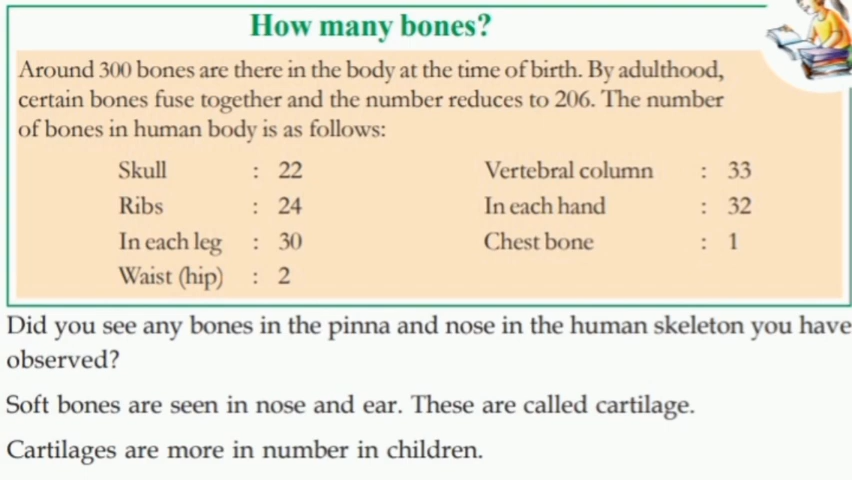 How many bones?
Around 300 bones are there in the body at the time of birth. By adulthood,
certain bones fuse together and the number reduces to 206. The number
of bones in human body is as follows:
Skull : 22 Vertebral column : 33
Ribs : 24 In each hand : 32
In each leg : 30 Chest bone : 1
Waist (hip) : 2
Did you see any bones in the pinna and nose in the human skeleton you have
observed?
Soft bones are seen in nose and ear. These are called cartilage.
Cartilages are more in number in children.